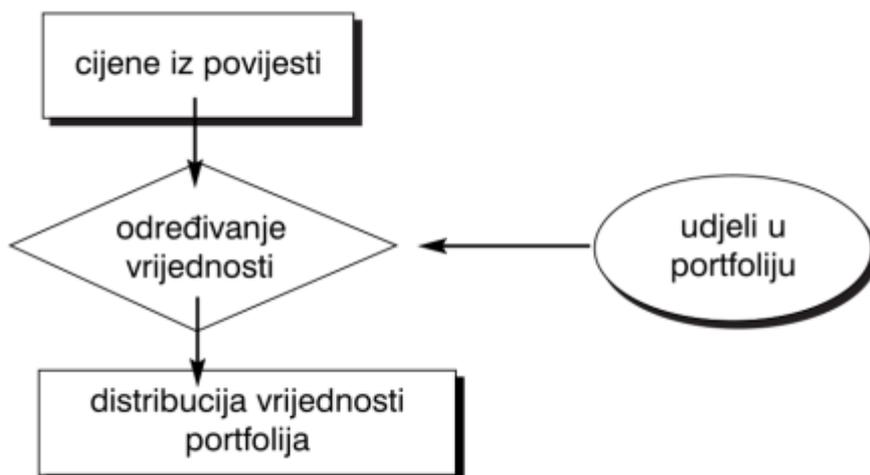 cijene iz povijesti
određivanje
vrijednosti
udjeli u
portfoliju
distribucija vrijednosti
portfolija